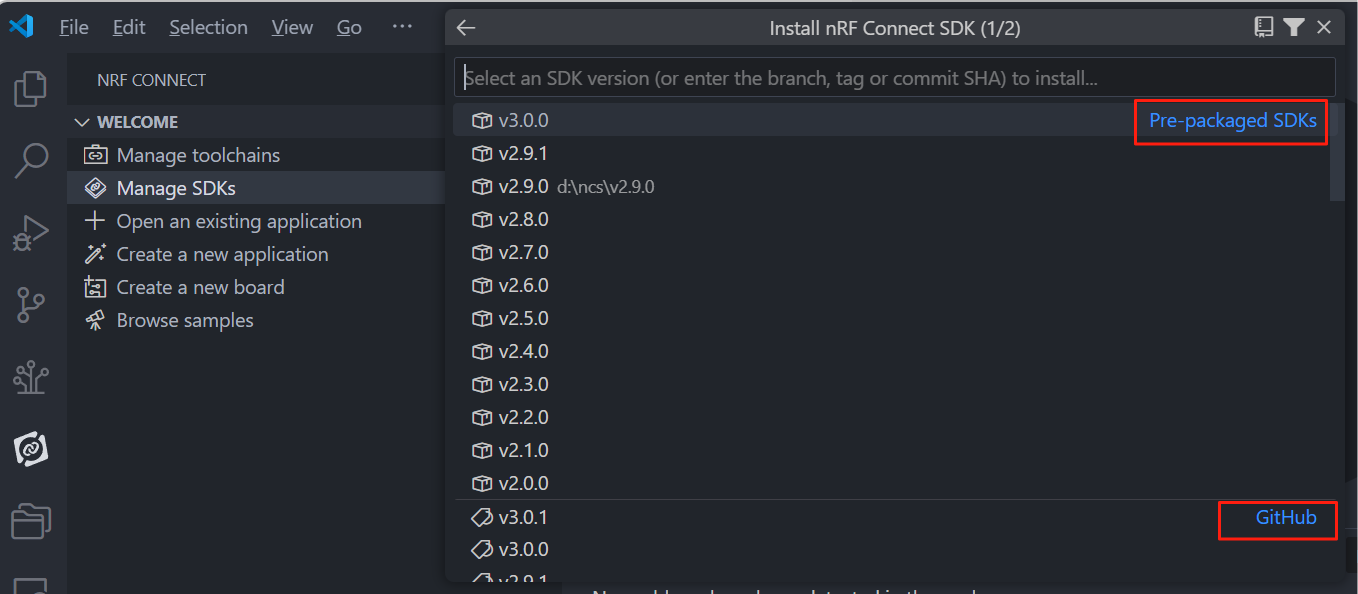 File Edit Selection View Go ...
Install nRF Connect SDK (1/2)
NRF CONNECT
Select an SDK version (or enter the branch, tag or commit SHA) to install...
WELCOME
Manage toolchains
Manage SDKs
Open an existing application
Create a new application
Create a new board
Browse samples
v3.0.0 Pre-packaged SDKs
v2.9.1
v2.9.0 d:\ncs\v2.9.0
v2.8.0
v2.7.0
v2.6.0
v2.5.0
v2.4.0
v2.3.0
v2.2.0
v2.1.0
v2.0.0
v3.0.1 GitHub
v3.0.0
v2.9.1